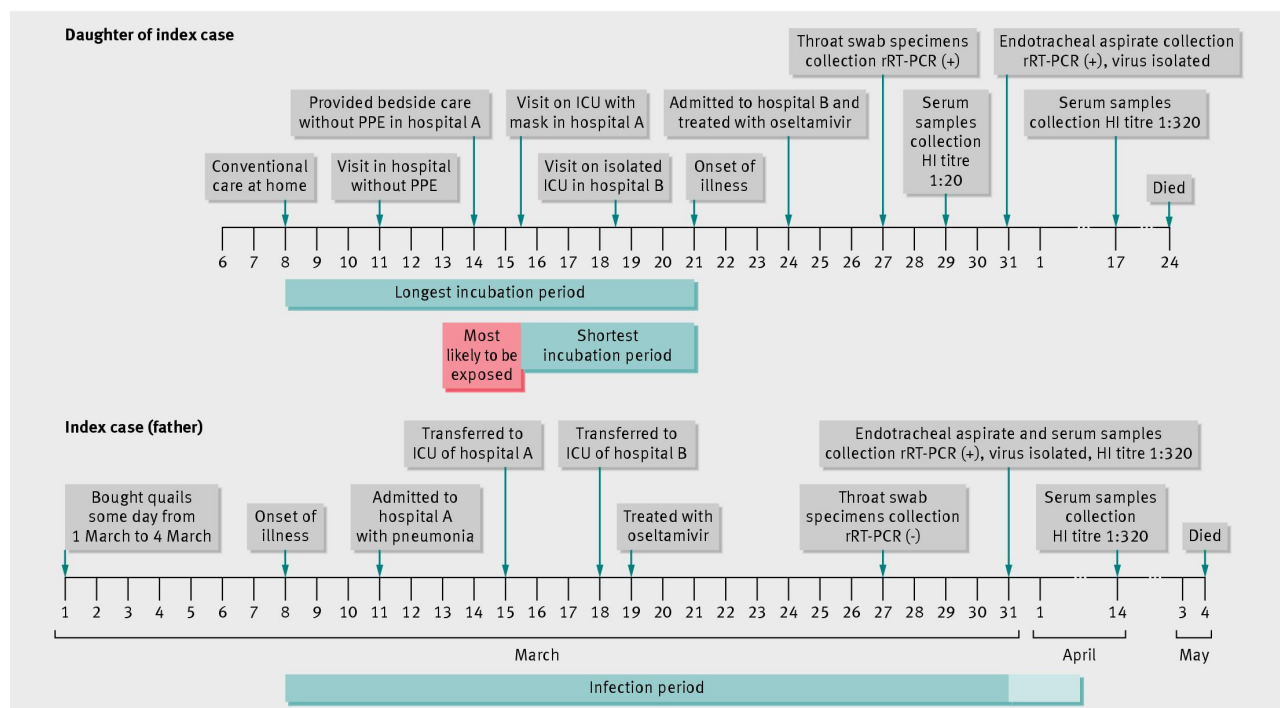 Daughter of index case
Throat swab specimens
collection rRT-PCR (+)
Endotracheal aspirate collection
rRT-PCR (+), virus isolated
Provided bedside care
without PPE in hospital A
Visit on ICU with
mask in hospital A
Admitted to hospital B and
treated with oseltamivir
Serum
samples
collection
HI titre
1:20
Serum samples
collection HI titre 1:320
Conventional
care at home
Visit in hospital
without PPE
Visit on isolated
ICU in hospital B
Onset of
illness
Died
6 7 8 9 10 11 12 13 14 15 16 17 18 19 20 21 22 23 24 25 26 27 28 29 30 31 1 17 24
Longest incubation period
Most
likely to be
exposed
Shortest
incubation period
Index case (father)
Transferred to
ICU of hospital A
Transferred to
ICU of hospital B
Endotracheal aspirate and serum samples
collection rRT-PCR (+), virus isolated, HI titre 1:320
Bought quails
some day from
1 March to 4 March
Onset of
illness
Admitted to
hospital A
with pneumonia
Treated with
oseltamivir
Throat swab
specimens collection
rRT-PCR (-)
Serum samples
collection
HI titre 1:320
Died
1 2 3 4 5 6 7 8 9 10 11 12 13 14 15 16 17 18 19 20 21 22 23 24 25 26 27 28 29 30 31 1 14 3 4
March April May
Infection period